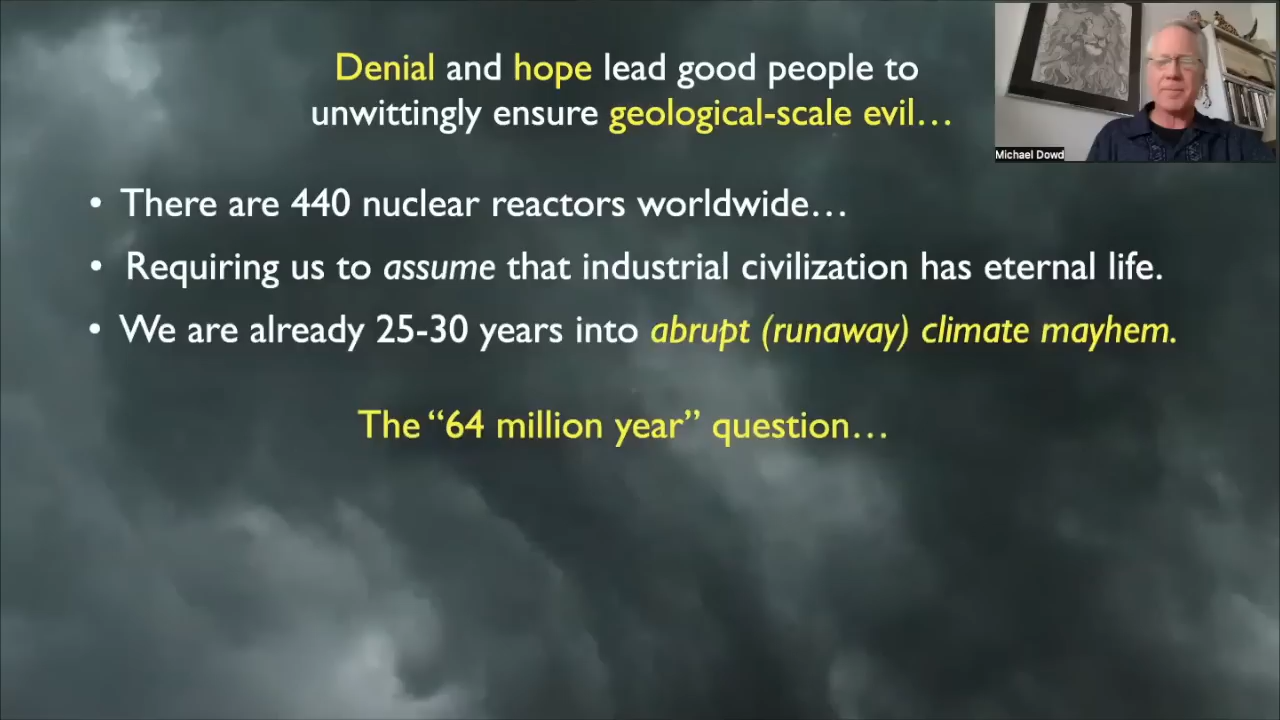 Denial and hope lead good people to
unwittingly ensure geological-scale evil…
Michael Dowd
• There are 440 nuclear reactors worldwide…
• Requiring us to assume that industrial civilization has eternal life.
• We are already 25-30 years into abrupt (runaway) climate mayhem.
The “64 million year” question…